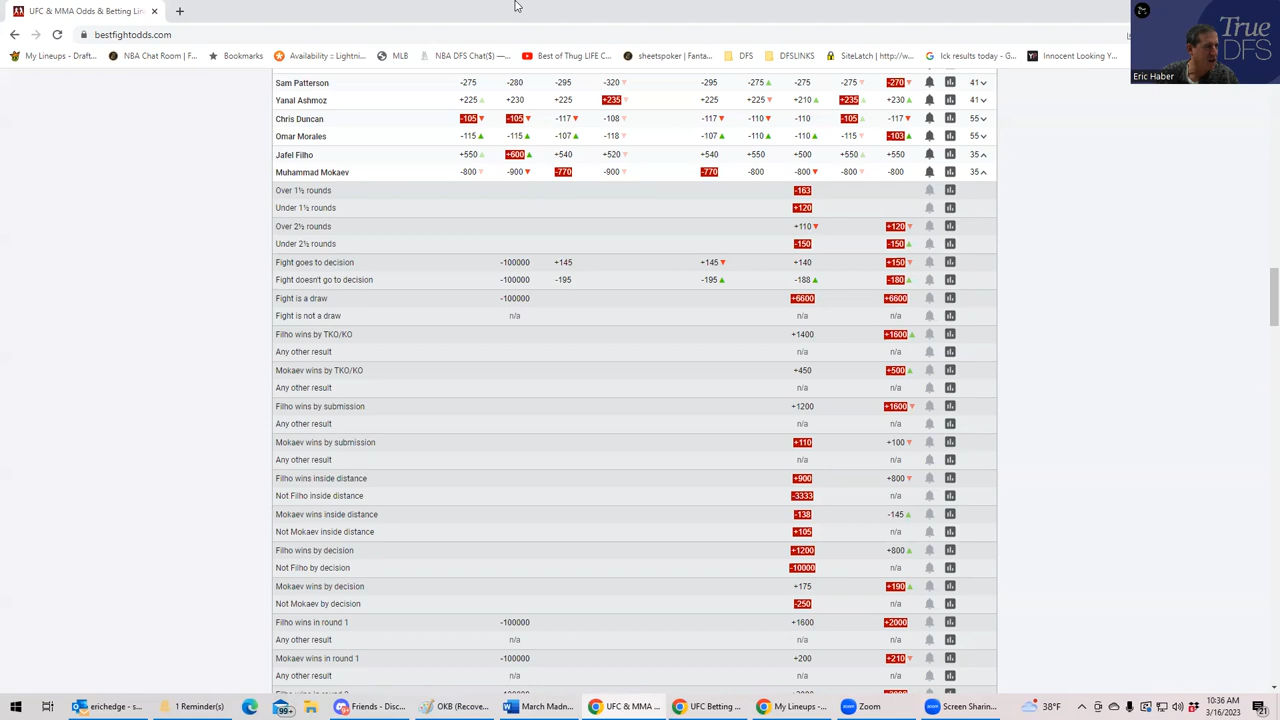 UFC & MMA Odds & Betting Lin
bestfightodds.com
My Lineups - Draft... NBA Chat Room | F... Bookmarks Availability :: Lightni... MLB NBA DFS Chat($) —... Best of Thug LIFE C... sheetspoker | Fanta... DFS DFSLINKS SiteLatch | http://w... Ick results today - G... Innocent Looking Y...
True
DFS
Eric Haber
Sam Patterson -275 -280 -295 -320 -295 -275 -275 -275 -270 41
Yanal Ashmoz +225 +230 +225 +235 +225 +225 +210 +235 +230 41
Chris Duncan -105 -105 -117 -108 -117 -110 -110 -105 -117 55
Omar Morales -115 -115 -107 -118 -107 -110 -110 -115 -103 55
Jafel Filho +550 +600 +540 +520 +540 +550 +500 +550 +550 35
Muhammad Mokaev -800 -900 -770 -900 -770 -800 -800 -800 -800 35
Over 1½ rounds -163
Under 1½ rounds +120
Over 2½ rounds +110 +120
Under 2½ rounds -150 -150
Fight goes to decision -100000 +145 +145 +140 +150
Fight doesn't go to decision -100000 -195 -195 -188 -180
Fight is a draw -100000 +6600 +6600
Fight is not a draw n/a n/a n/a
Filho wins by TKO/KO +1400 +1600
Any other result n/a n/a
Mokaev wins by TKO/KO +450 +500
Any other result n/a n/a
Filho wins by submission +1200 +1600
Any other result n/a n/a
Mokaev wins by submission +110 +100
Any other result n/a n/a
Filho wins inside distance +900 +800
Not Filho inside distance -3333 n/a
Mokaev wins inside distance -138 -145
Not Mokaev inside distance +105 n/a
Filho wins by decision +1200 +800
Not Filho by decision -10000 n/a
Mokaev wins by decision +175 +190
Not Mokaev by decision -250 n/a
Filho wins in round 1 -100000 +1600 +2000
Any other result n/a n/a n/a
Mokaev wins in round 1 -100000 +200 +210
Any other result n/a n/a n/a
erichedge - ... 1 Reminder(s) 99+ Friends - Di... OKB (Recove... March Madn... UFC & MMA ... UFC Betting ... My Lineups -... Zoom Screen Sharin... 38°F 10:36 AM
3/16/2023 21